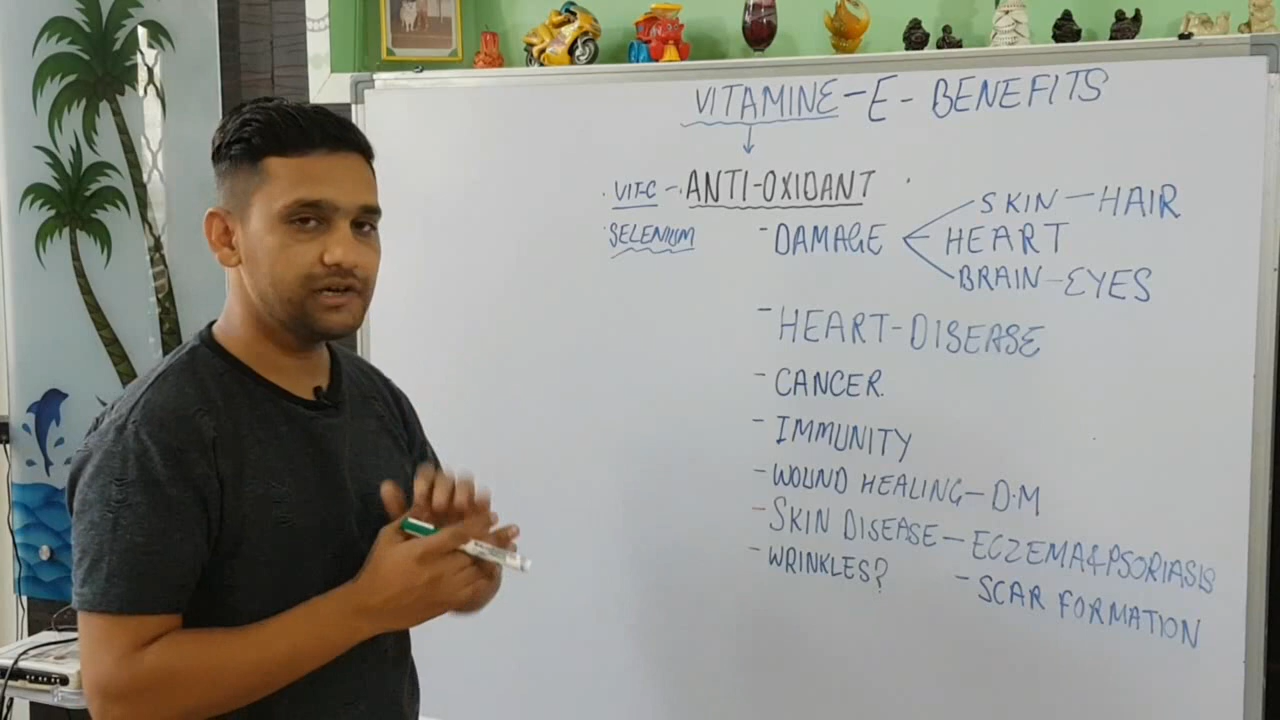 VITAMINE-E-BENEFITS
VIT-C - ANTI-OXIDANT
SELENIUM
- DAMAGE
SKIN - HAIR
HEART
BRAIN - EYES
- HEART-DISEASE
- CANCER.
- IMMUNITY
- WOUND HEALING - D.M
- SKIN DISEASE - ECZEMA & PSORIASIS
- WRINKLES?
- SCAR FORMATION